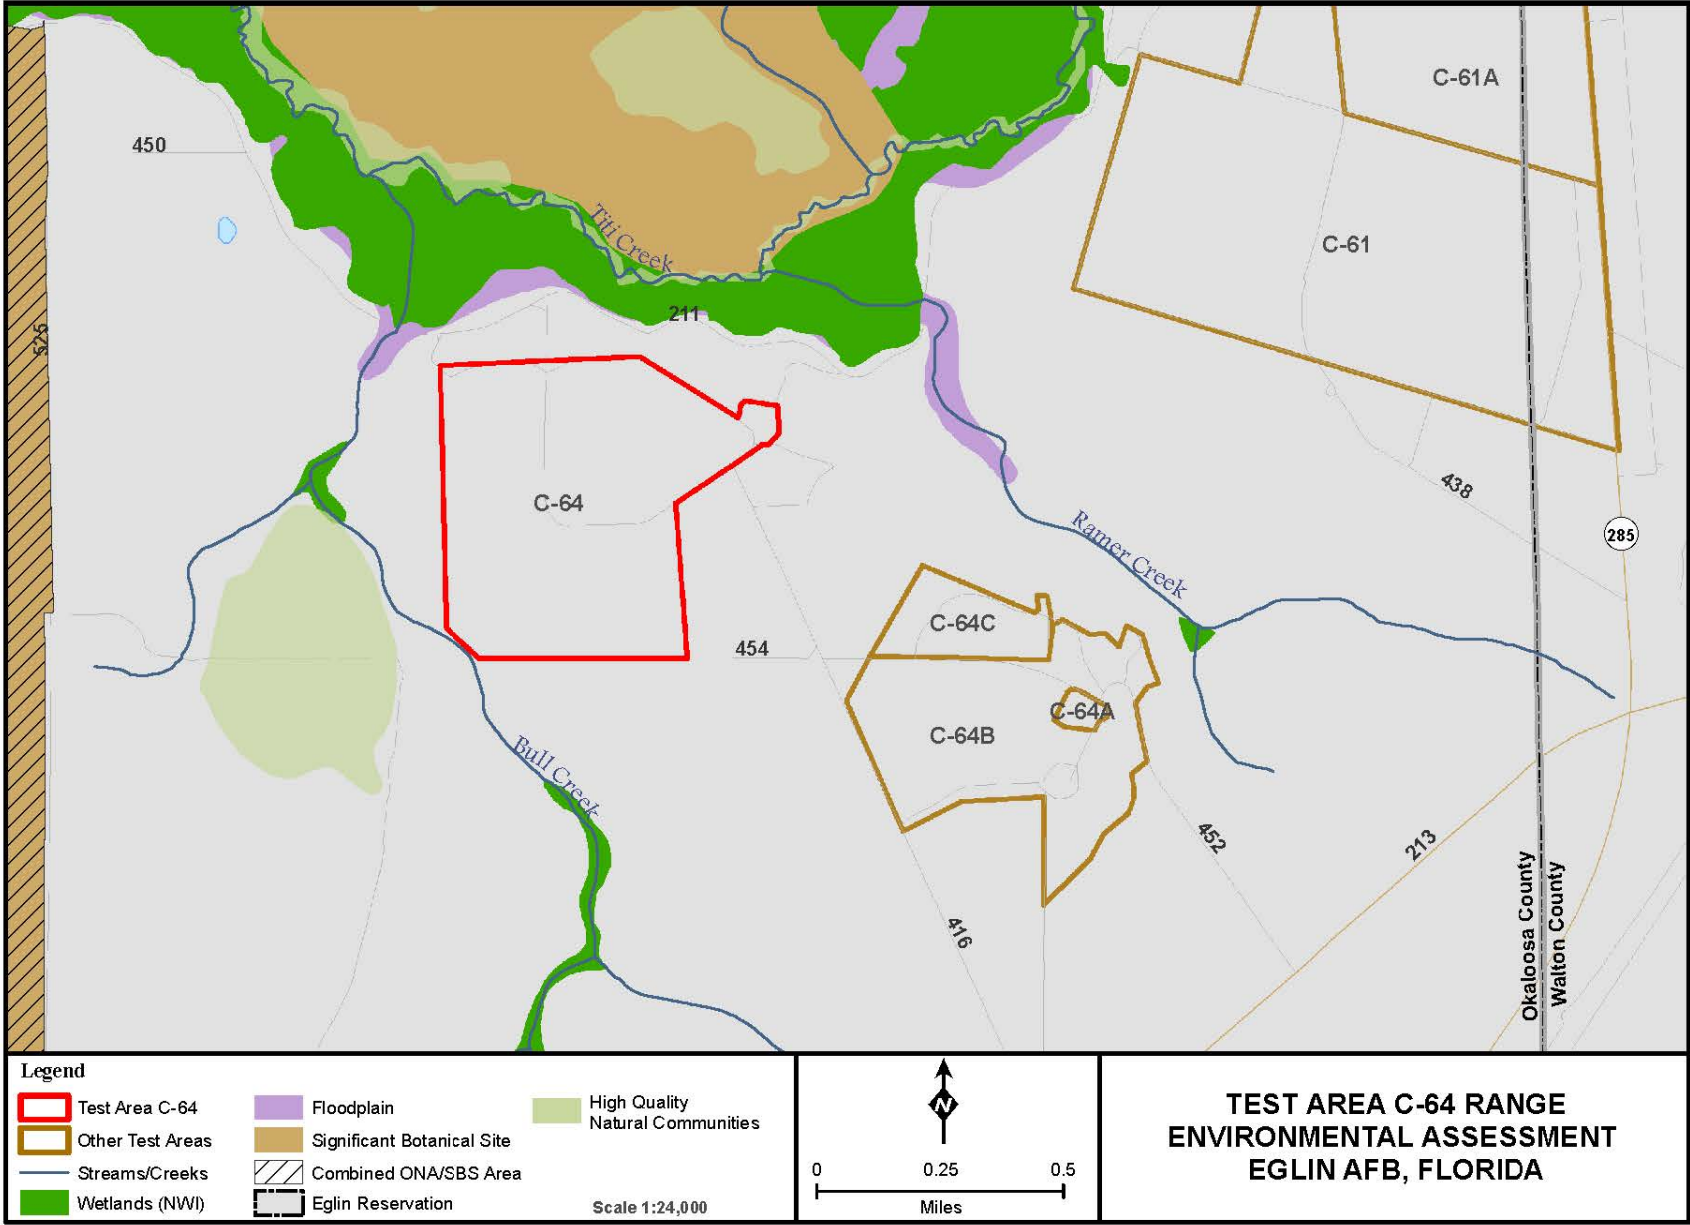 C-61A
450
Titi Creek
C-61
211
525
438
C-64
285
Ramer Creek
C-64C
454
C-64A
C-64B
Bull Creek
452
213
416
Okaloosa County
Walton County
Legend
Test Area C-64
Other Test Areas
Streams/Creeks
Wetlands (NWI)
Floodplain
Significant Botanical Site
Combined ONA/SBS Area
Eglin Reservation
High Quality
Natural Communities
Scale 1:24,000
N
0 0.25 0.5
Miles
TEST AREA C-64 RANGE
ENVIRONMENTAL ASSESSMENT
EGLIN AFB, FLORIDA